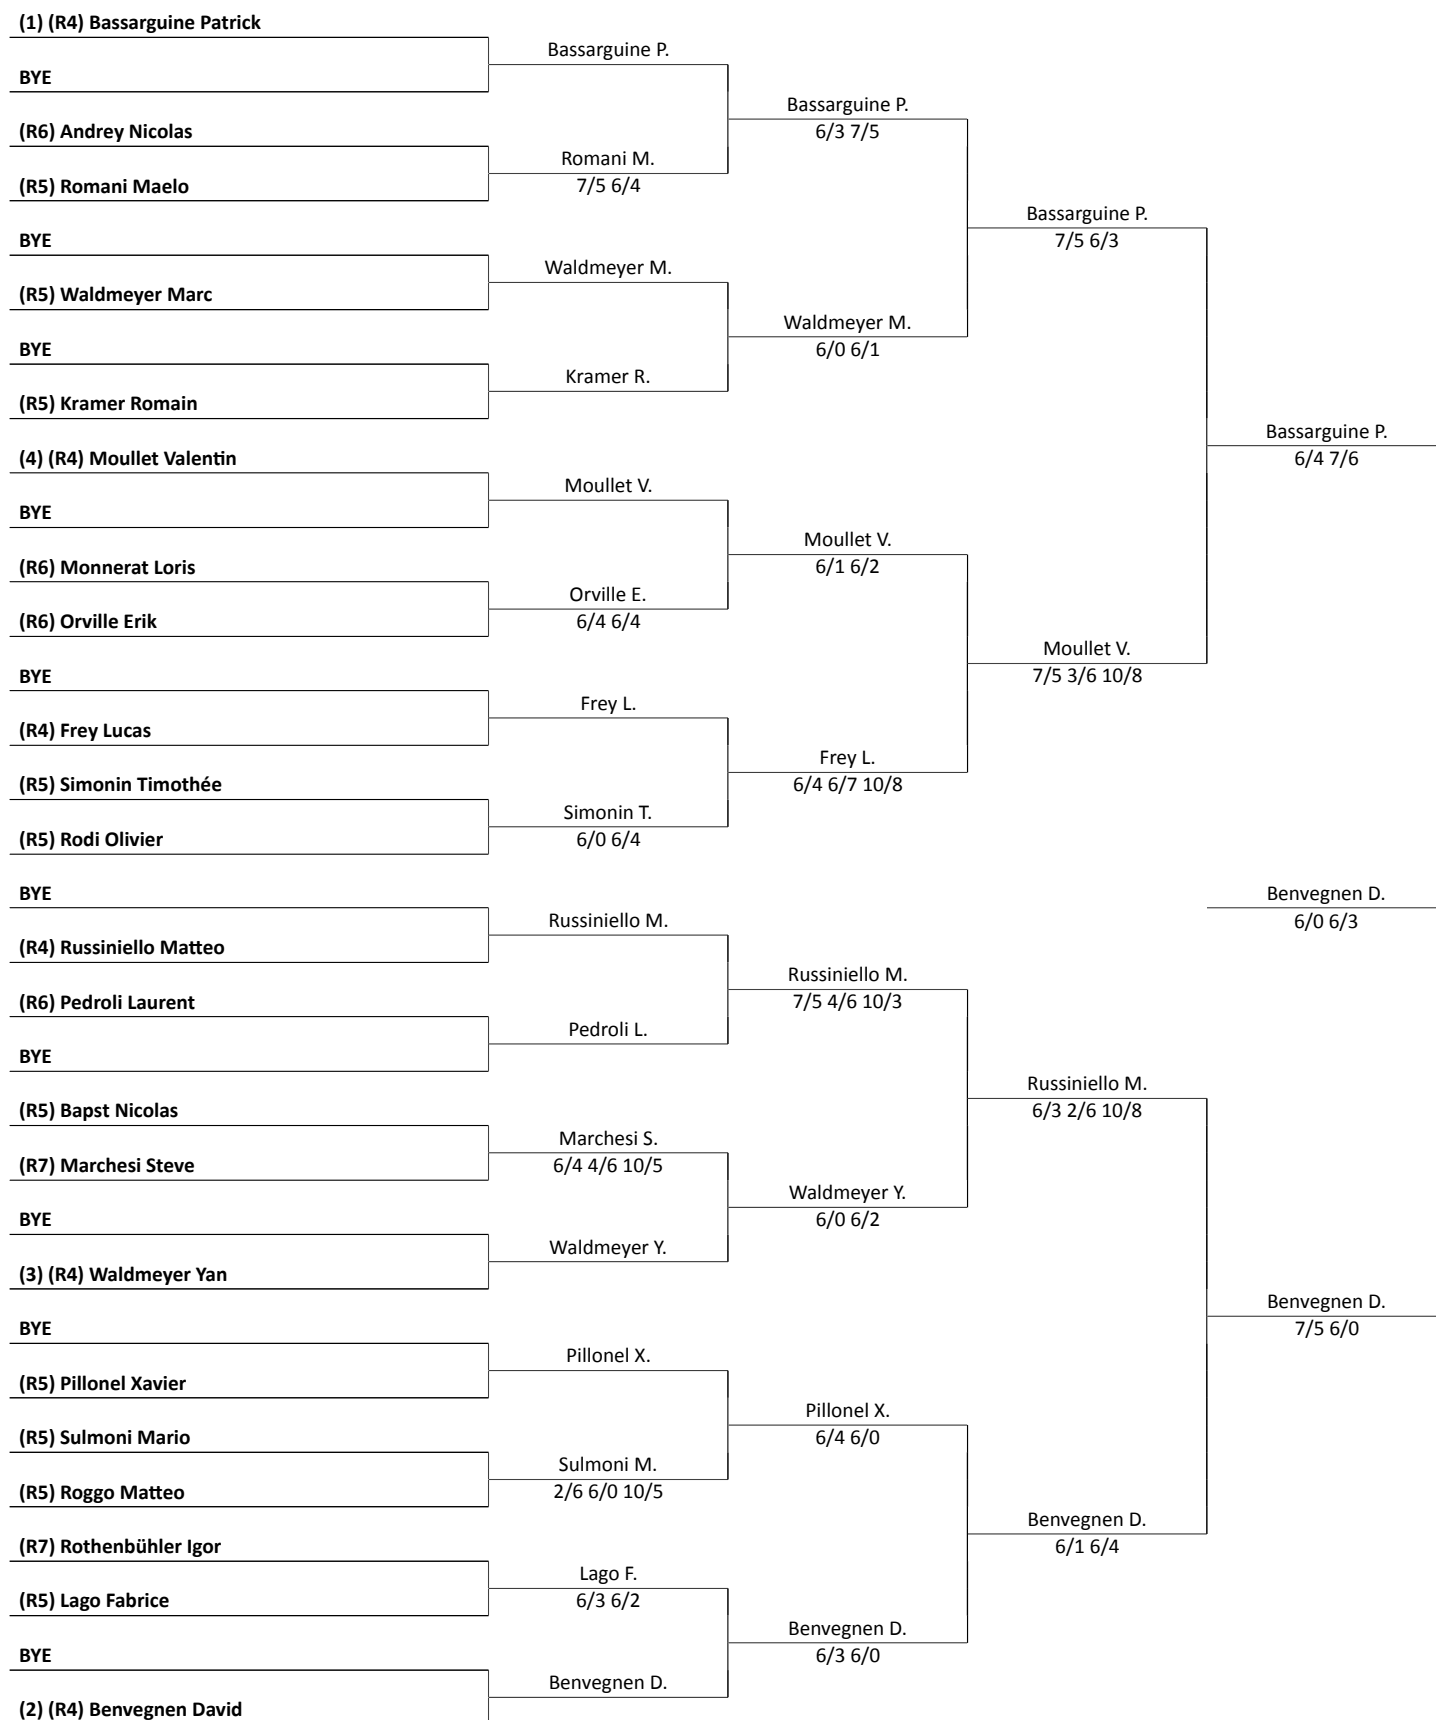 (1) (R4) Bassarguine Patrick
Bassarguine P.
BYE
Bassarguine P.
6/3 7/5
(R6) Andrey Nicolas
Romani M.
7/5 6/4
(R5) Romani Maelo
Bassarguine P.
7/5 6/3
BYE
Waldmeyer M.
(R5) Waldmeyer Marc
Waldmeyer M.
6/0 6/1
BYE
Kramer R.
(R5) Kramer Romain
Bassarguine P.
6/4 7/6
(4) (R4) Moullet Valentin
Moullet V.
BYE
Moullet V.
6/1 6/2
(R6) Monnerat Loris
Orville E.
6/4 6/4
(R6) Orville Erik
Moullet V.
7/5 3/6 10/8
BYE
Frey L.
(R4) Frey Lucas
Frey L.
6/4 6/7 10/8
(R5) Simonin Timothée
Simonin T.
6/0 6/4
(R5) Rodi Olivier
BYE
Benvegnen D.
6/0 6/3
Russiniello M.
(R4) Russiniello Matteo
Russiniello M.
7/5 4/6 10/3
(R6) Pedroli Laurent
Pedroli L.
BYE
Russiniello M.
6/3 2/6 10/8
(R5) Bapst Nicolas
Marchesi S.
6/4 4/6 10/5
(R7) Marchesi Steve
Waldmeyer Y.
6/0 6/2
BYE
Waldmeyer Y.
(3) (R4) Waldmeyer Yan
Benvegnen D.
7/5 6/0
BYE
Pillonel X.
(R5) Pillonel Xavier
Pillonel X.
6/4 6/0
(R5) Sulmoni Mario
Sulmoni M.
2/6 6/0 10/5
(R5) Roggo Matteo
Benvegnen D.
6/1 6/4
(R7) Rothenbühler Igor
Lago F.
6/3 6/2
(R5) Lago Fabrice
Benvegnen D.
6/3 6/0
BYE
Benvegnen D.
(2) (R4) Benvegnen David